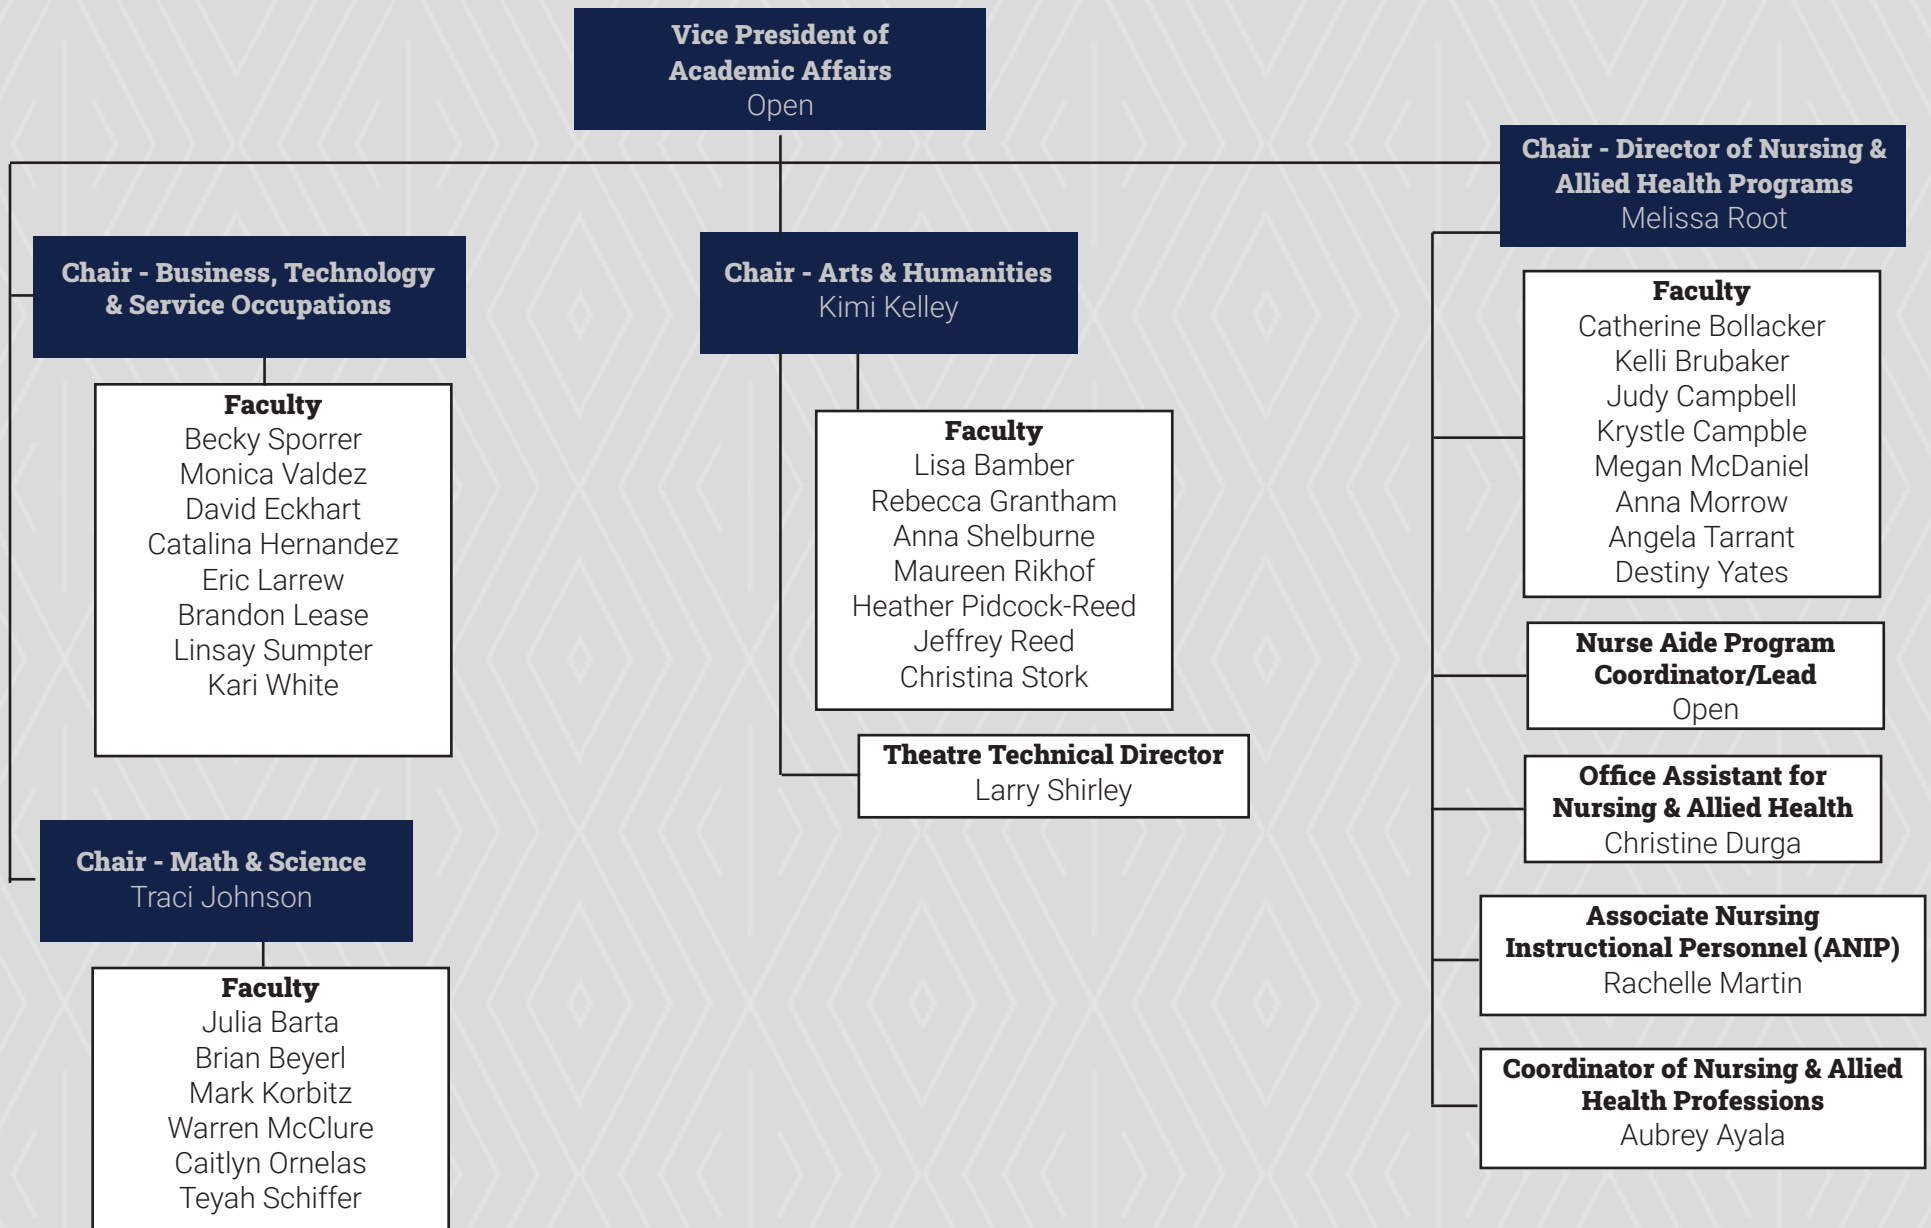 Vice President of
Academic Affairs
Open
Chair - Business, Technology
& Service Occupations
Faculty
Becky Sporrer
Monica Valdez
David Eckhart
Catalina Hernandez
Eric Larrew
Brandon Lease
Linsay Sumpter
Kari White
Chair - Math & Science
Traci Johnson
Faculty
Julia Barta
Brian Beyerl
Mark Korbitz
Warren McClure
Caitlyn Ornelas
Teyah Schiffer
Chair - Arts & Humanities
Kimi Kelley
Faculty
Lisa Bamber
Rebecca Grantham
Anna Shelburne
Maureen Rikhof
Heather Pidcock-Reed
Jeffrey Reed
Christina Stork
Theatre Technical Director
Larry Shirley
Chair - Director of Nursing &
Allied Health Programs
Melissa Root
Faculty
Catherine Bollacker
Kelli Brubaker
Judy Campbell
Krystle Campble
Megan McDaniel
Anna Morrow
Angela Tarrant
Destiny Yates
Nurse Aide Program
Coordinator/Lead
Open
Office Assistant for
Nursing & Allied Health
Christine Durga
Associate Nursing
Instructional Personnel (ANIP)
Rachelle Martin
Coordinator of Nursing & Allied
Health Professions
Aubrey Ayala